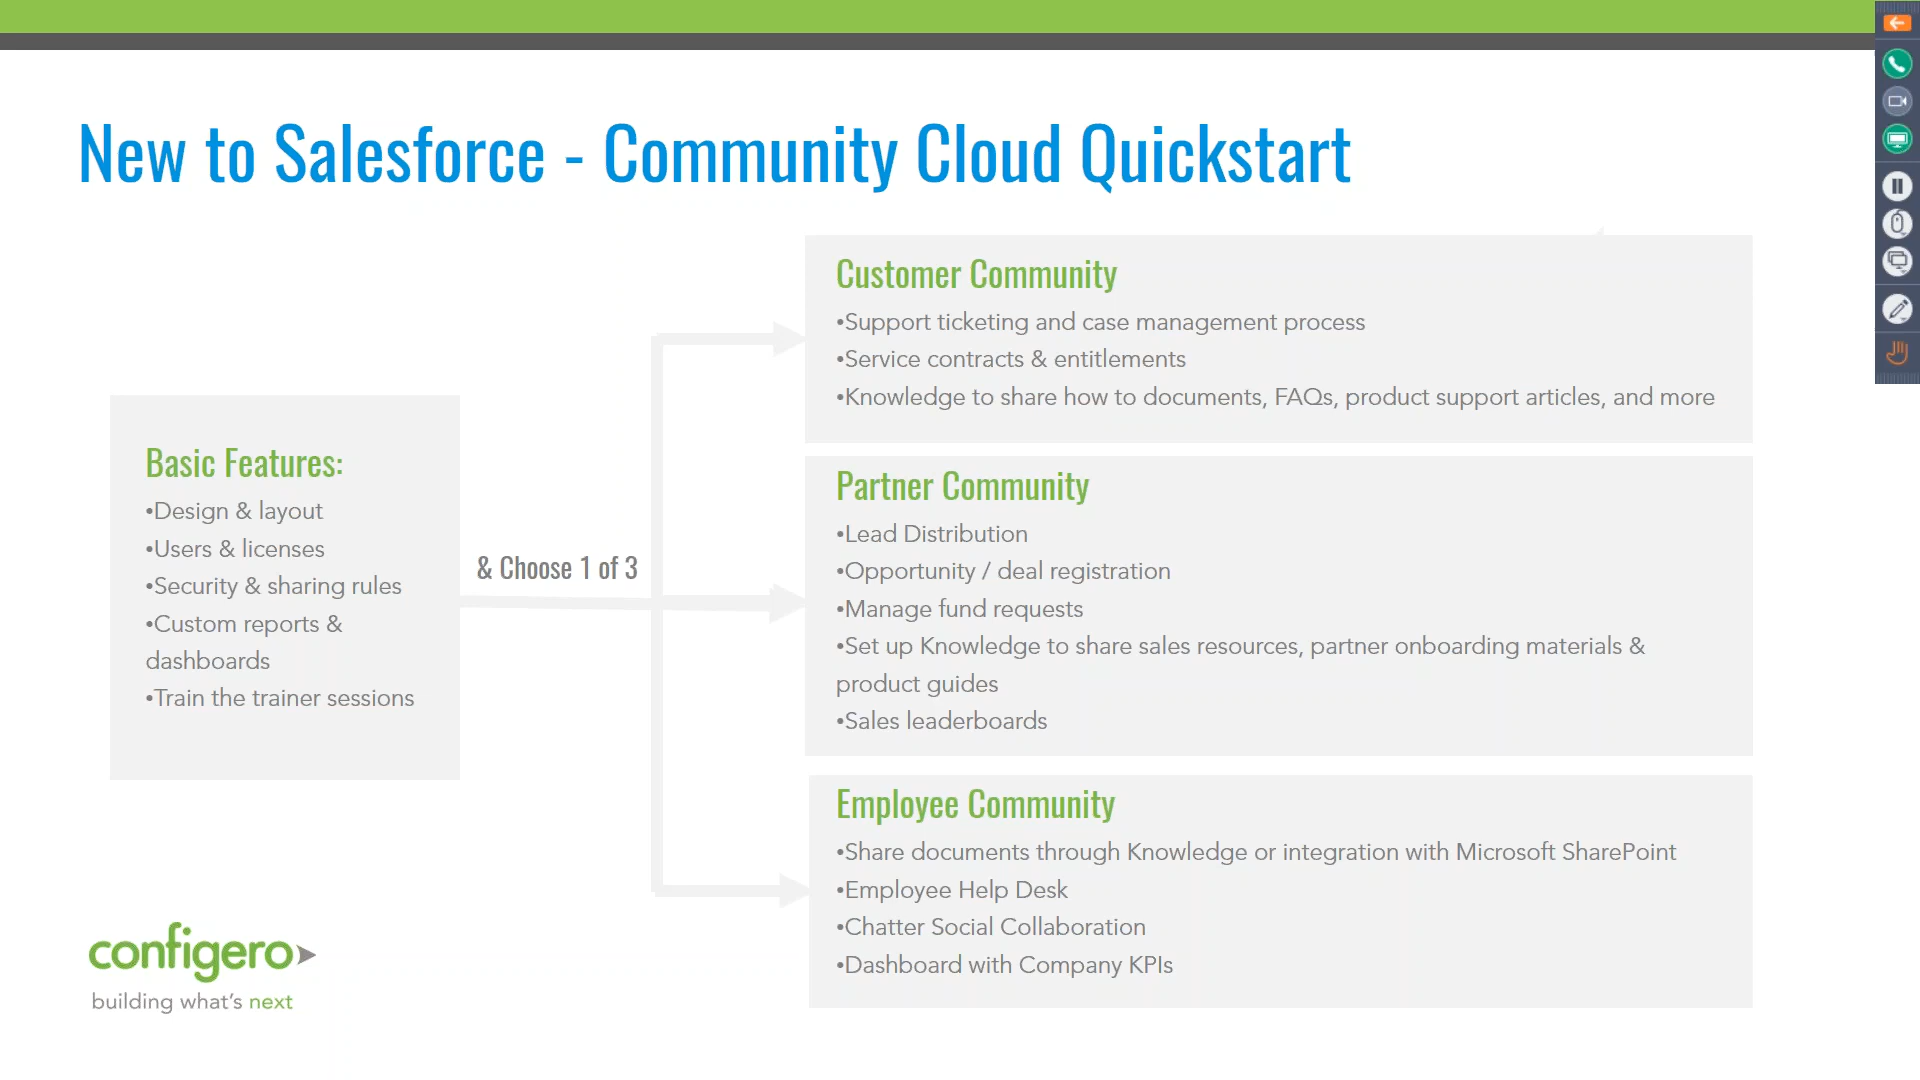 New to Salesforce - Community Cloud Quickstart
Basic Features:
•Design & layout
•Users & licenses
•Security & sharing rules
•Custom reports &
dashboards
•Train the trainer sessions
& Choose 1 of 3
Customer Community
•Support ticketing and case management process
•Service contracts & entitlements
•Knowledge to share how to documents, FAQs, product support articles, and more
Partner Community
•Lead Distribution
•Opportunity / deal registration
•Manage fund requests
•Set up Knowledge to share sales resources, partner onboarding materials &
product guides
•Sales leaderboards
Employee Community
•Share documents through Knowledge or integration with Microsoft SharePoint
•Employee Help Desk
•Chatter Social Collaboration
•Dashboard with Company KPIs
configero
building what's next